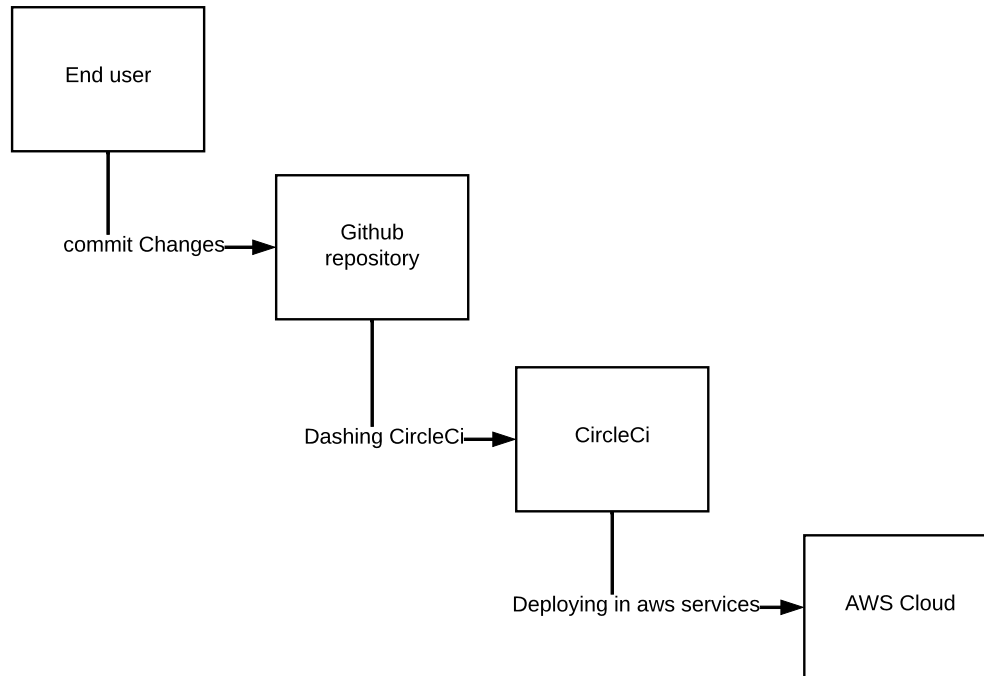 End user
commit Changes
Github
repository
Dashing CircleCi
CircleCi
Deploying in aws services
AWS Cloud